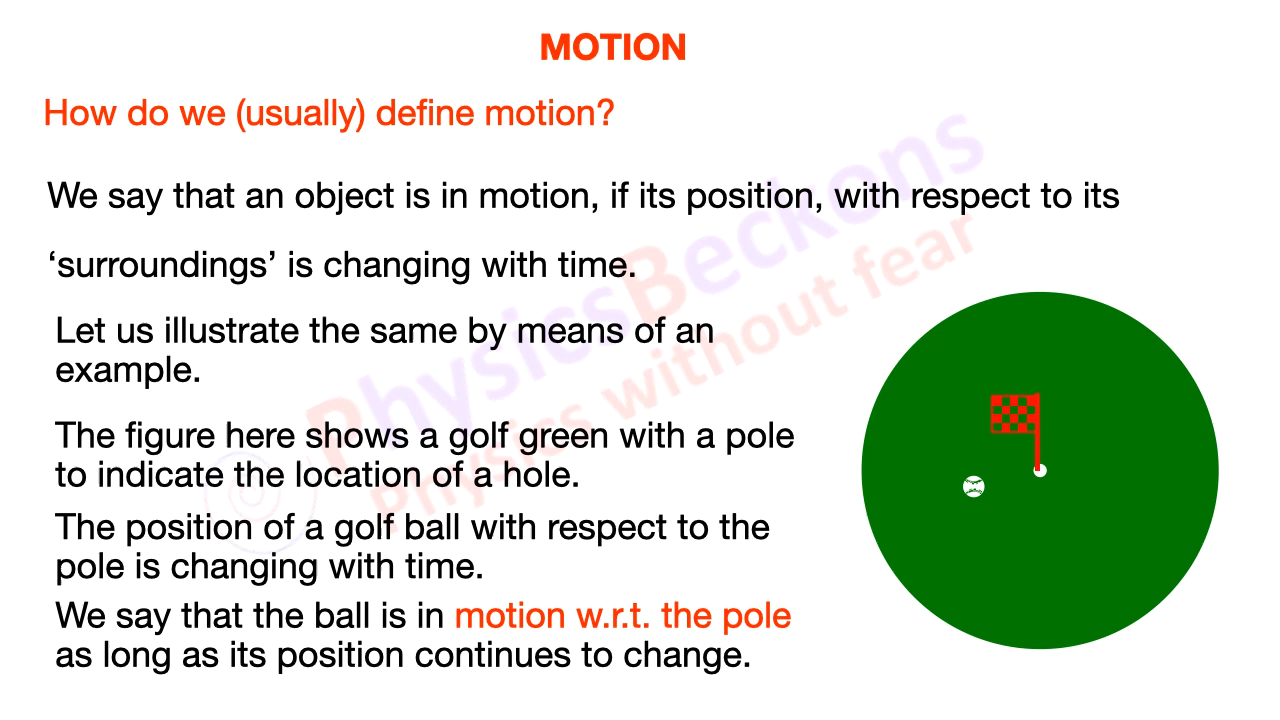 MOTION
How do we (usually) define motion?
We say that an object is in motion, if its position, with respect to its
‘surroundings’ is changing with time.
Let us illustrate the same by means of an
example.
The figure here shows a golf green with a pole
to indicate the location of a hole.
The position of a golf ball with respect to the
pole is changing with time.
We say that the ball is in motion w.r.t. the pole
as long as its position continues to change.
PhysicsBeckons
Physics without fear